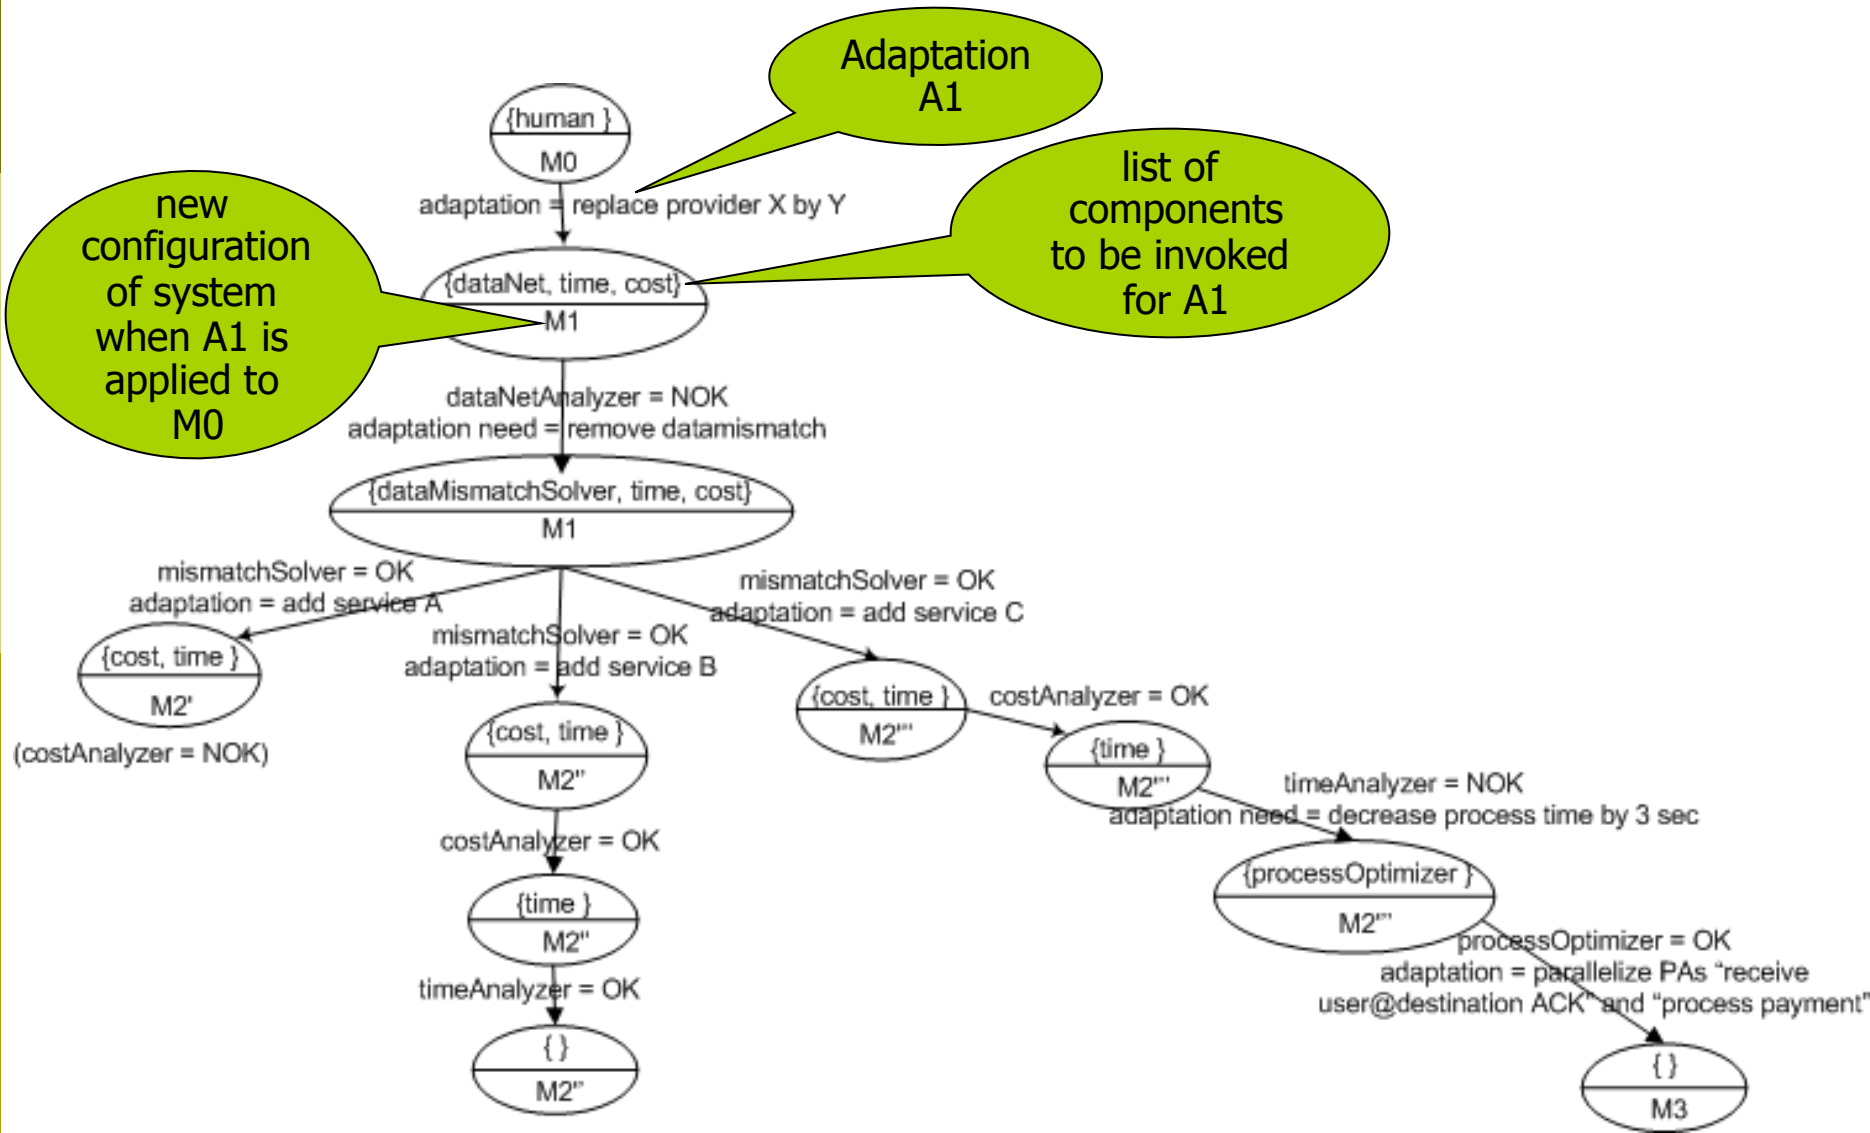 Adaptation
A1
{human }
M0
list of
components
to be invoked
for A1
new
configuration
of system
when A1 is
applied to
M0
adaptation = replace provider X by Y
{dataNet, time, cost}
M1
dataNetAnalyzer = NOK
adaptation need = remove datamismatch
{dataMismatchSolver, time, cost}
M1
mismatchSolver = OK
adaptation = add service A
mismatchSolver = OK
adaptation = add service B
mismatchSolver = OK
adaptation = add service C
{cost, time }
M2'
(costAnalyzer = NOK)
{cost, time }
M2''
costAnalyzer = OK
{time }
M2''
timeAnalyzer = OK
{ }
M2'''
{cost, time }
M2'''
costAnalyzer = OK
{time }
M2'''
timeAnalyzer = NOK
adaptation need = decrease process time by 3 sec
{processOptimizer }
M2'''
processOptimizer = OK
adaptation = parallelize PAs “receive
user@destination ACK” and “process payment”
{ }
M3